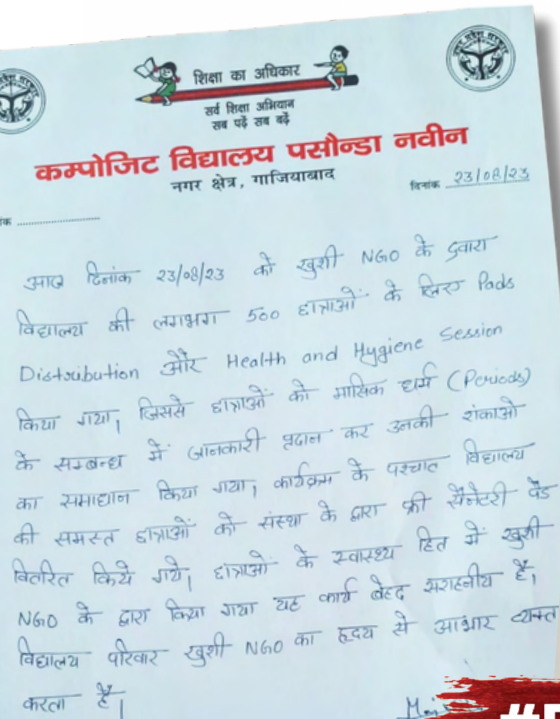 शिक्षा का अधिकार
सर्व शिक्षा अभियान
सब पढ़ें सब बढ़ें
कम्पोजिट विद्यालय पसौन्डा नवीन
नगर क्षेत्र, गाजियाबाद
दिनांक 23/08/23
आज दिनांक 23/08/23 को खुशी NGO के द्वारा
विद्यालय की लगभग 500 छात्राओं के लिए Pads
Distribution और Health and Hygiene Session
किया गया, जिससे छात्राओं को मासिक धर्म (Periods)
के सम्बन्ध में जानकारी प्रदान कर उनकी शंकाओ
का समाधान किया गया, कार्यक्रम के पश्चात विद्यालय
की समस्त छात्राओं को संस्था के द्वारा फ्री सैनेटरी पैड
वितरित किये गये, छात्राओं के स्वास्थ्य हित में खुशी
NGO के द्वारा किया गया यह कार्य बेहद सराहनीय है,
विद्यालय परिवार खुशी NGO का हृदय से आभार व्यक्त
करता है।